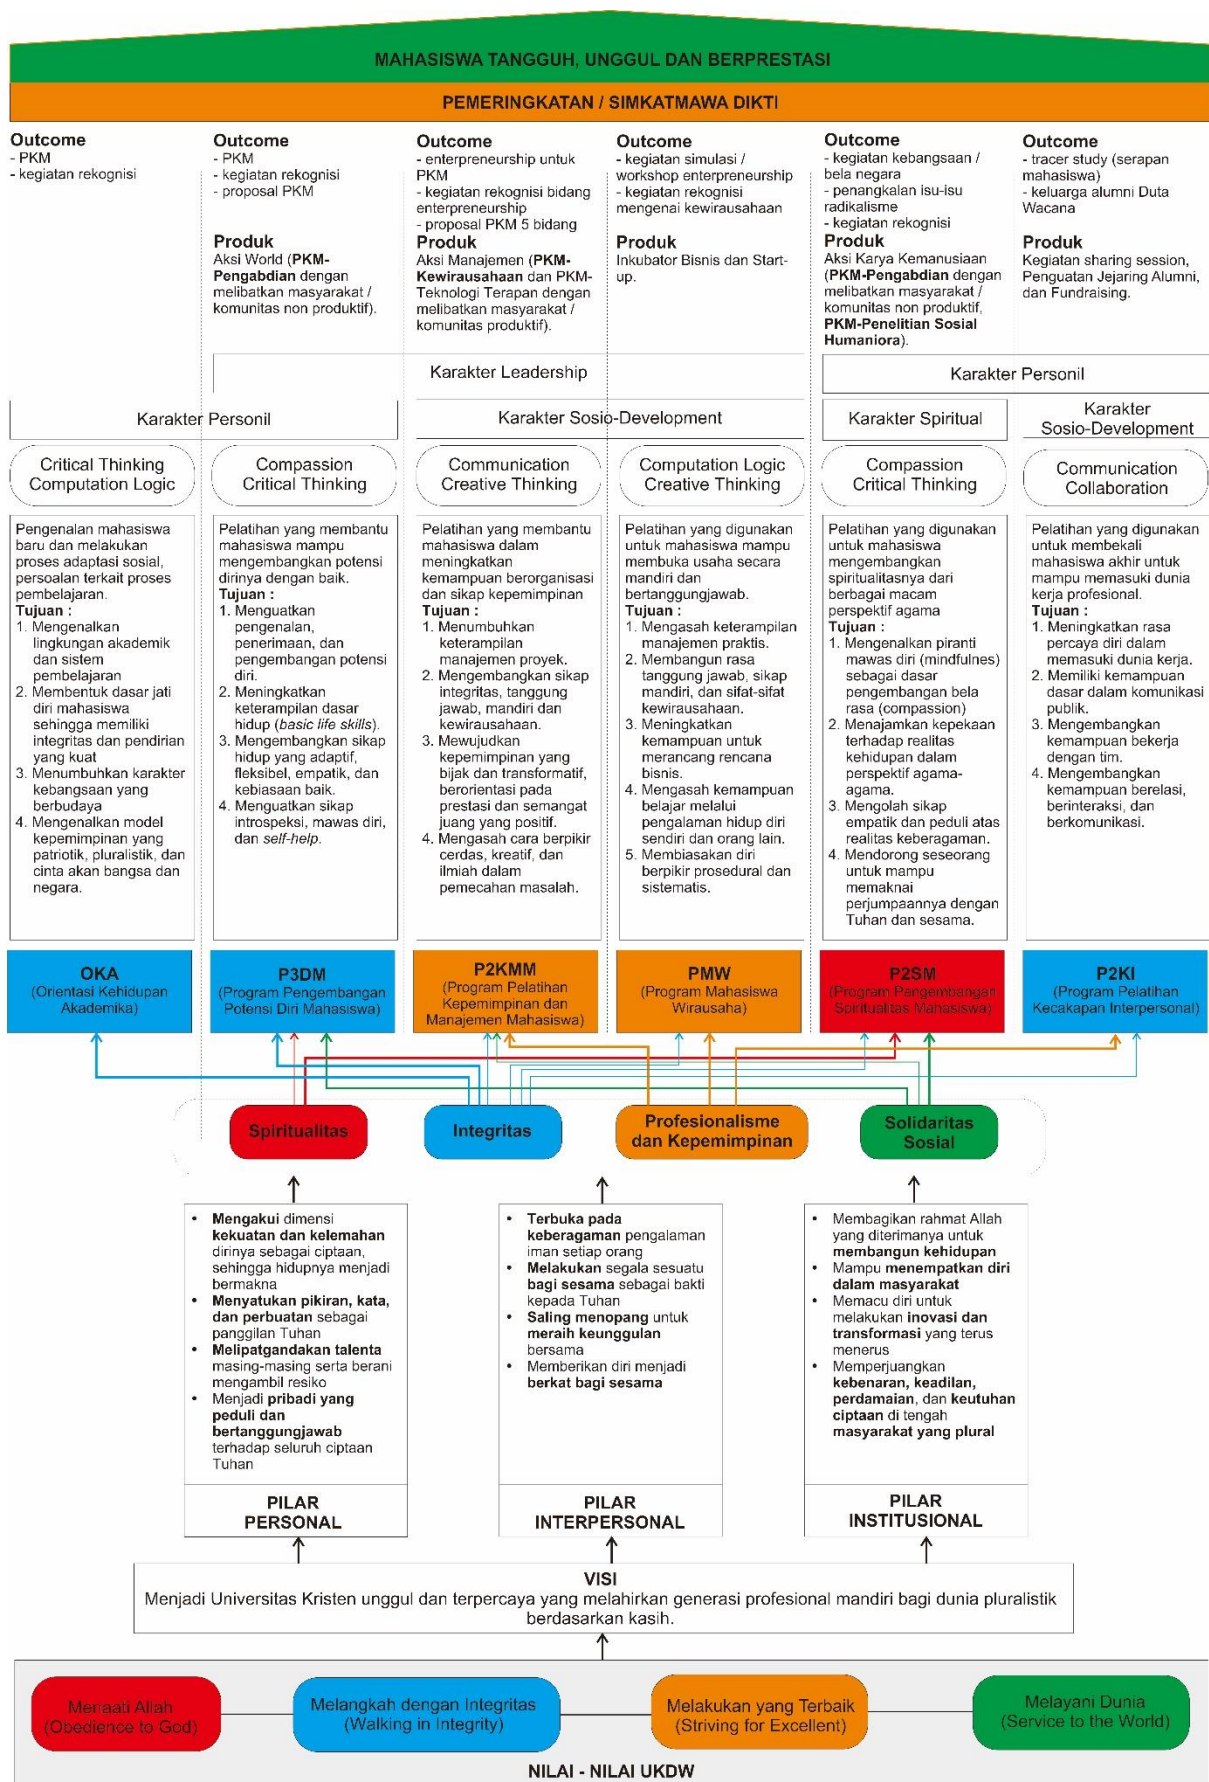 MAHASISWA TANGGUH, UNGGUL DAN BERPRESTASI
PEMERINGKATAN / SIMKATMAWA DIKTI
Outcome
- PKM
- kegiatan rekognisi
Outcome
- PKM
- kegiatan rekognisi
- proposal PKM
Produk
Aksi World (PKM-
Pengabdian dengan
melibatkan masyarakat /
komunitas non produktif).
Outcome
- enterpreneurship untuk
PKM
- kegiatan rekognisi bidang
enterpreneurship
- proposal PKM 5 bidang
Produk
Aksi Manajemen (PKM-
Kewirausahaan dan PKM-
Teknologi Terapan dengan
melibatkan masyarakat /
komunitas produktif).
Outcome
- kegiatan simulasi /
workshop enterpreneurship
- kegiatan rekognisi
mengenai kewirausahaan
Produk
Inkubator Bisnis dan Start-
up.
Outcome
- kegiatan kebangsaan /
bela negara
- penangkalan isu-isu
radikalisme
- kegiatan rekognisi
Produk
Aksi Karya Kemanusiaan
(PKM-Pengabdian dengan
melibatkan masyarakat /
komunitas non produktif,
PKM-Penelitian Sosial
Humaniora).
Outcome
- tracer study (serapan
mahasiswa)
- keluarga alumni Duta
Wacana
Produk
Kegiatan sharing session,
Penguatan Jejaring Alumni,
dan Fundraising.
Karakter Leadership
Karakter Personil
Karakter Personil
Karakter Sosio-Development
Karakter Spiritual
Karakter
Sosio-Development
Critical Thinking
Computation Logic
Compassion
Critical Thinking
Communication
Creative Thinking
Computation Logic
Creative Thinking
Compassion
Critical Thinking
Communication
Collaboration
Pengenalan mahasiswa
baru dan melakukan
proses adaptasi sosial,
persoalan terkait proses
pembelajaran.
Tujuan :
1. Mengenalkan
lingkungan akademik
dan sistem
pembelajaran
2. Membentuk dasar jati
diri mahasiswa
sehingga memiliki
integritas dan pendirian
yang kuat
3. Menumbuhkan karakter
kebangsaan yang
berbudaya
4. Mengenalkan model
kepemimpinan yang
patriotik, pluralistik, dan
cinta akan bangsa dan
negara.
Pelatihan yang membantu
mahasiswa mampu
mengembangkan potensi
dirinya dengan baik.
Tujuan :
1. Menguatkan
pengenalan,
penerimaan, dan
pengembangan potensi
diri.
2. Meningkatkan
keterampilan dasar
hidup (basic life skills).
3. Mengembangkan sikap
hidup yang adaptif,
fleksibel, empatik, dan
kebiasaan baik.
4. Menguatkan sikap
introspeksi, mawas diri,
dan self-help.
Pelatihan yang membantu
mahasiswa dalam
meningkatkan
kemampuan berorganisasi
dan sikap kepemimpinan
Tujuan :
1. Menumbuhkan
keterampilan
manajemen proyek.
2. Mengembangkan sikap
integritas, tanggung
jawab, mandiri dan
kewirausahaan.
3. Mewujudkan
kepemimpinan yang
bijak dan transformatif,
berorientasi pada
prestasi dan semangat
juang yang positif.
4. Mengasah cara berpikir
cerdas, kreatif, dan
ilmiah dalam
pemecahan masalah.
Pelatihan yang digunakan
untuk mahasiswa mampu
membuka usaha secara
mandiri dan
bertanggungjawab.
Tujuan :
1. Mengasah keterampilan
manajemen praktis.
2. Membangun rasa
tanggung jawab, sikap
mandiri, dan sifat-sifat
kewirausahaan.
3. Meningkatkan
kemampuan untuk
merancang rencana
bisnis.
4. Mengasah kemampuan
belajar melalui
pengalaman hidup diri
sendiri dan orang lain.
5. Membiasakan diri
berpikir prosedural dan
sistematis.
Pelatihan yang digunakan
untuk mahasiswa
mengembangkan
spiritualitasnya dari
berbagai macam
perspektif agama
Tujuan :
1. Mengenalkan piranti
mawas diri (mindfulnes)
sebagai dasar
pengembangan bela
rasa (compassion)
2. Menajamkan kepekaan
terhadap realitas
kehidupan dalam
perspektif agama-
agama.
3. Mengolah sikap
empatik dan peduli atas
realitas keberagaman.
4. Mendorong seseorang
untuk mampu
memaknai
perjumpaannya dengan
Tuhan dan sesama.
Pelatihan yang digunakan
untuk membekali
mahasiswa akhir untuk
mampu memasuki dunia
kerja profesional.
Tujuan :
1. Meningkatkan rasa
percaya diri dalam
memasuki dunia kerja.
2. Memiliki kemampuan
dasar dalam komunikasi
publik.
3. Mengembangkan
kemampuan bekerja
dengan tim.
4. Mengembangkan
kemampuan berelasi,
berinteraksi, dan
berkomunikasi.
OKA
(Orientasi Kehidupan
Akademika)
P3DM
(Program Pengembangan
Potensi Diri Mahasiswa)
P2KMM
(Program Pelatihan
Kepemimpinan dan
Manajemen Mahasiswa)
PMW
(Program Mahasiswa
Wirausaha)
P2SM
(Program Pengembangan
Spiritualitas Mahasiswa)
P2KI
(Program Pelatihan
Kecakapan Interpersonal)
Spiritualitas
Integritas
Profesionalisme
dan Kepemimpinan
Solidaritas
Sosial
• Mengakui dimensi
kekuatan dan kelemahan
dirinya sebagai ciptaan,
sehingga hidupnya menjadi
bermakna
• Menyatukan pikiran, kata,
dan perbuatan sebagai
panggilan Tuhan
• Melipatgandakan talenta
masing-masing serta berani
mengambil resiko
• Menjadi pribadi yang
peduli dan
bertanggungjawab
terhadap seluruh ciptaan
Tuhan
PILAR
PERSONAL
• Terbuka pada
keberagaman pengalaman
iman setiap orang
• Melakukan segala sesuatu
bagi sesama sebagai bakti
kepada Tuhan
• Saling menopang untuk
meraih keunggulan
bersama
• Memberikan diri menjadi
berkat bagi sesama
PILAR
INTERPERSONAL
• Membagikan rahmat Allah
yang diterimanya untuk
membangun kehidupan
• Mampu menempatkan diri
dalam masyarakat
• Memacu diri untuk
melakukan inovasi dan
transformasi yang terus
menerus
• Memperjuangkan
kebenaran, keadilan,
perdamaian, dan keutuhan
ciptaan di tengah
masyarakat yang plural
PILAR
INSTITUSIONAL
VISI
Menjadi Universitas Kristen unggul dan terpercaya yang melahirkan generasi profesional mandiri bagi dunia pluralistik
berdasarkan kasih.
Menaati Allah
(Obedience to God)
Melangkah dengan Integritas
(Walking in Integrity)
Melakukan yang Terbaik
(Striving for Excellent)
Melayani Dunia
(Service to the World)
NILAI - NILAI UKDW